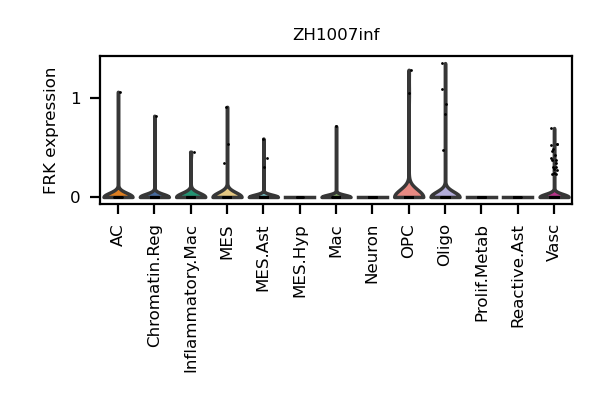 ZH1007inf
FRK expression
1
0
AC
Chromatin.Reg
Inflammatory.Mac
MES
MES.Ast
MES.Hyp
Mac
Neuron
OPC
Oligo
Prolif.Metab
Reactive.Ast
Vasc